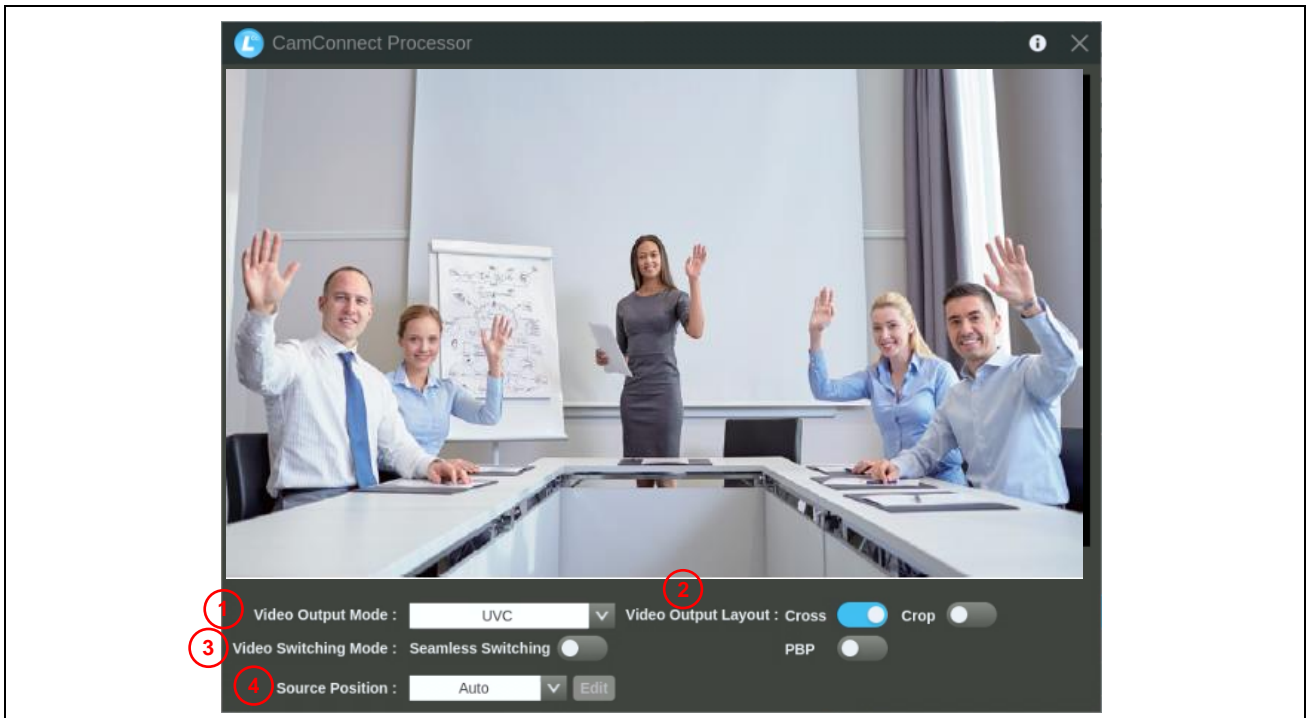 CamConnect Processor
2
1 Video Output Mode : UVC Video Output Layout : Cross Crop
3 Video Switching Mode : Seamless Switching PBP
4 Source Position : Auto Edit